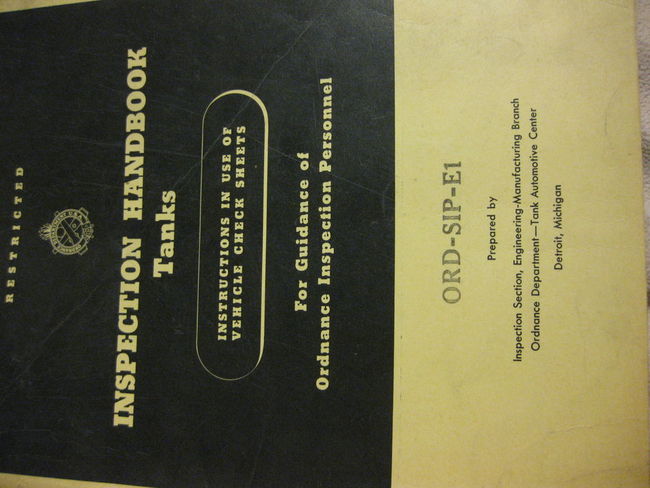 RESTRICTED
INSPECTION HANDBOOK
Tanks
INSTRUCTIONS IN USE OF
VEHICLE CHECK SHEETS
For Guidance of
Ordnance Inspection Personnel
ORD-SIP-E1
Prepared by
Inspection Section, Engineering-Manufacturing Branch
Ordnance Department—Tank Automotive Center
Detroit, Michigan